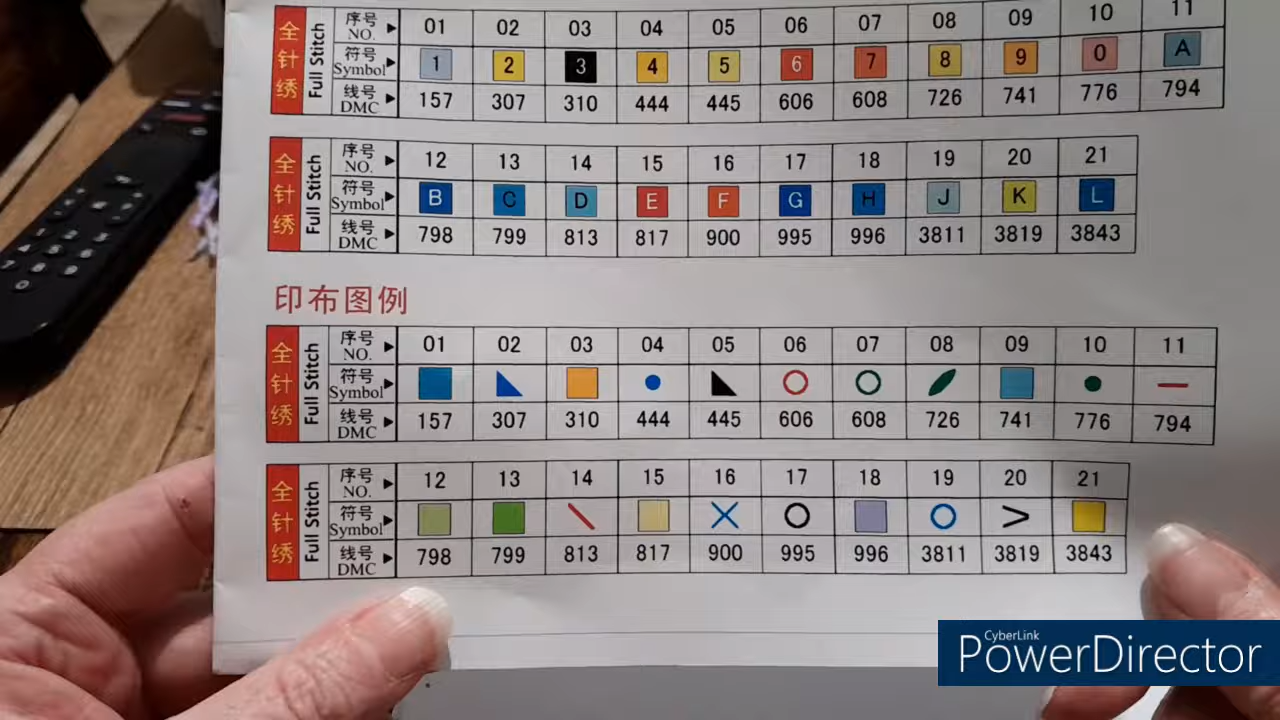 全针绣 Full Stitch
序号 NO. 01 02 03 04 05 06 07 08 09 10 11
符号 Symbol 1 2 3 4 5 6 7 8 9 0 A
线号 DMC 157 307 310 444 445 606 608 726 741 776 794
全针绣 Full Stitch
序号 NO. 12 13 14 15 16 17 18 19 20 21
符号 Symbol B C D E F G H J K L
线号 DMC 798 799 813 817 900 995 996 3811 3819 3843
印布图例
全针绣 Full Stitch
序号 NO. 01 02 03 04 05 06 07 08 09 10 11
符号 Symbol
线号 DMC 157 307 310 444 445 606 608 726 741 776 794
全针绣 Full Stitch
序号 NO. 12 13 14 15 16 17 18 19 20 21
符号 Symbol
线号 DMC 798 799 813 817 900 995 996 3811 3819 3843
CyberLink
PowerDirector